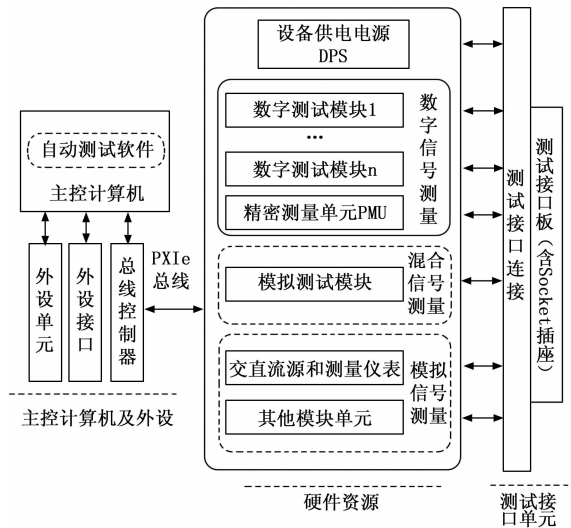 设备供电电源
DPS
数字测试模块1
...
数字测试模块n
精密测量单元PMU
数字信号测量
模拟测试模块
混合
信号
测量
交直流源和测量仪表
其他模块单元
模拟
信号
测量
自动测试软件
主控计算机
外设单元
外设接口
总线控制器
PXIe
总线
测试接口连接
测试接口板(含Socket插座)
主控计算机及外设
硬件资源
测试接
口单元